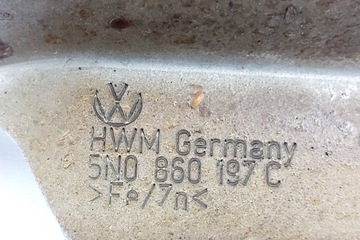 HWM Germany
5N0 860 197 C
>Fe/Zn<